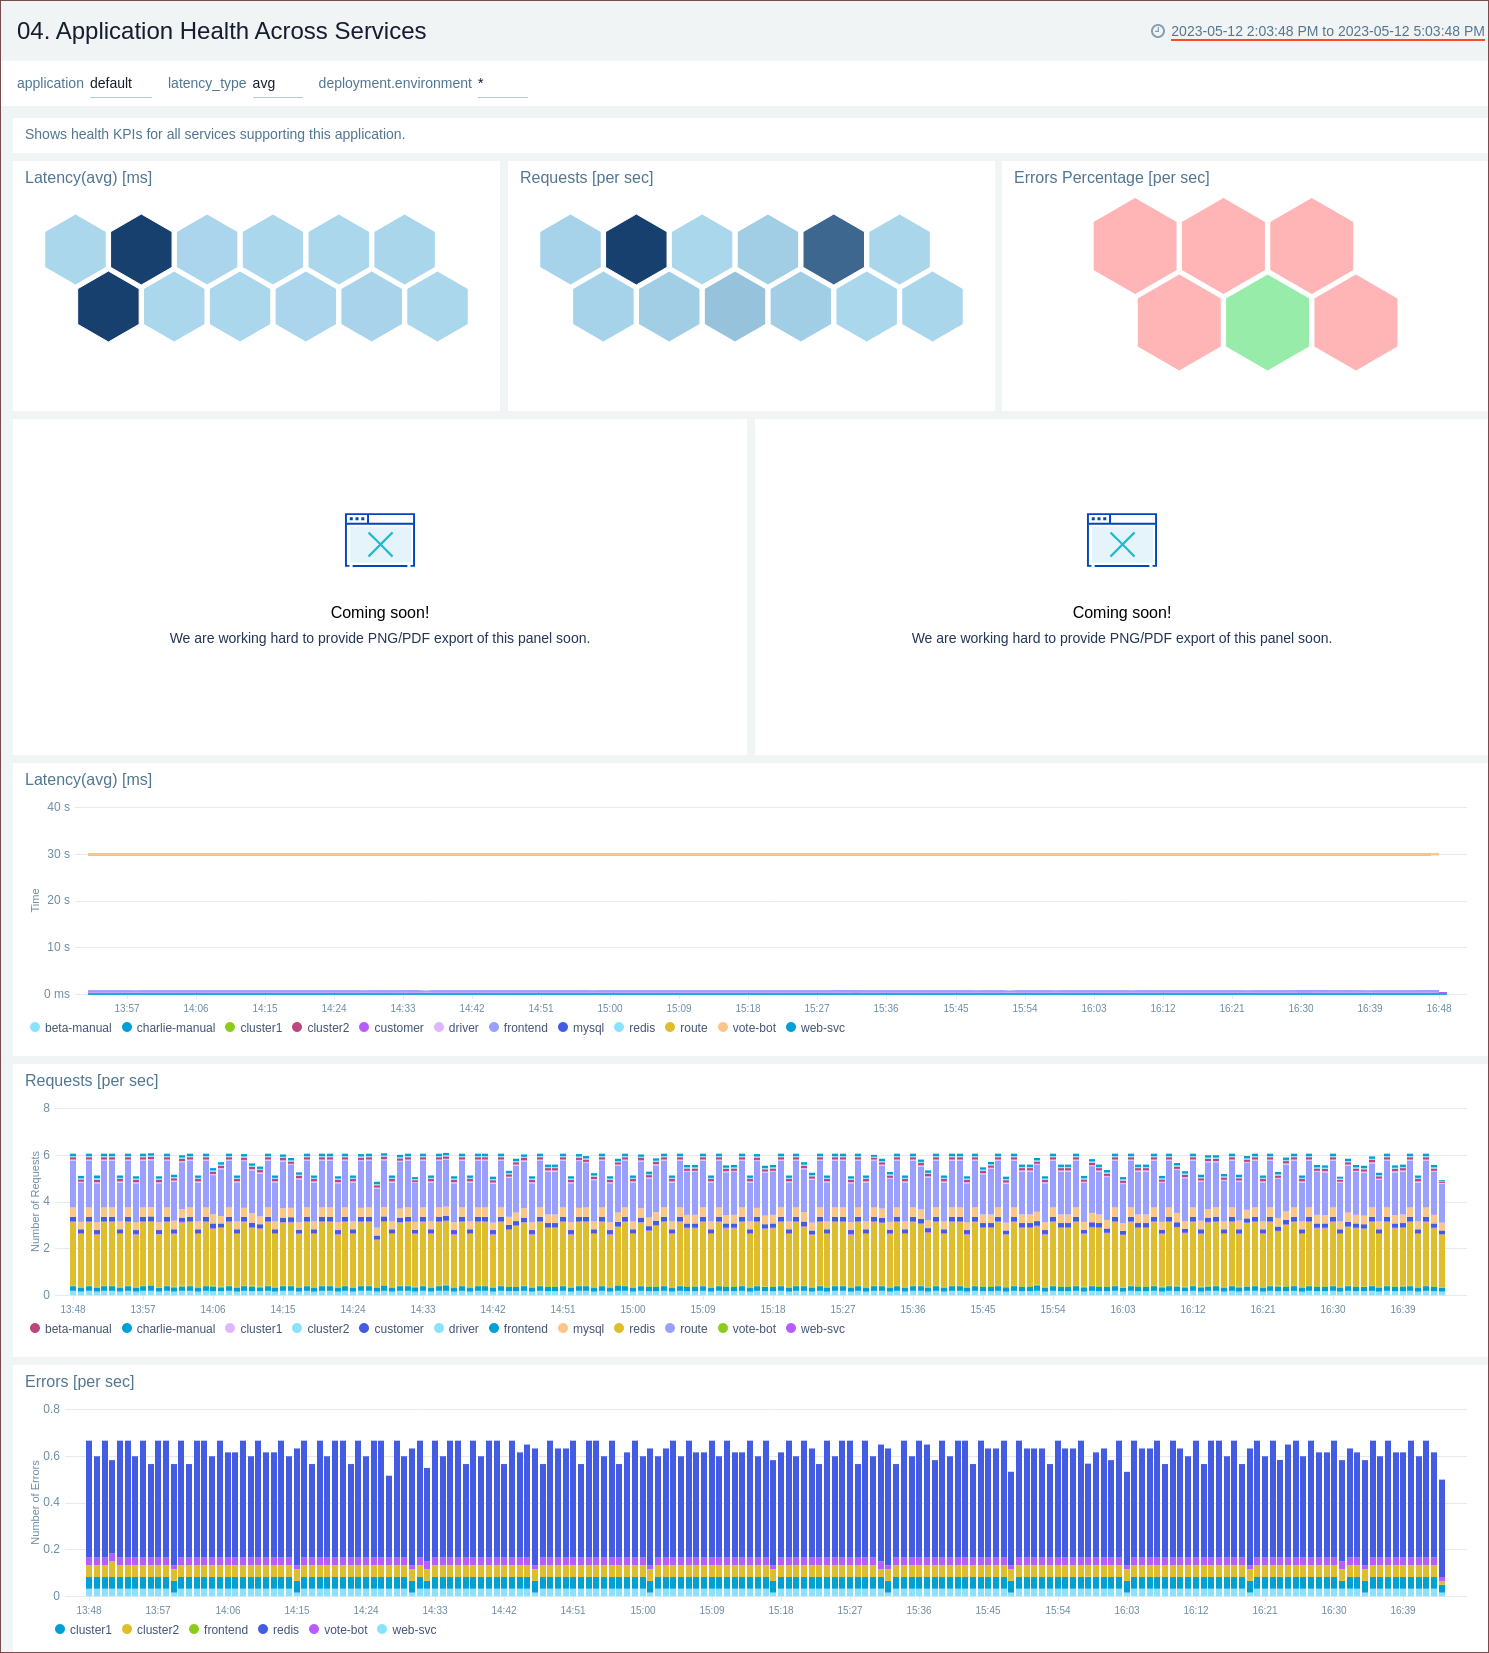 04. Application Health Across Services
2023-05-12 2:03:48 PM to 2023-05-12 5:03:48 PM
application default latency_type avg deployment.environment *
Shows health KPIs for all services supporting this application.
Latency(avg) [ms]
Requests [per sec]
Errors Percentage [per sec]
Coming soon!
We are working hard to provide PNG/PDF export of this panel soon.
Coming soon!
We are working hard to provide PNG/PDF export of this panel soon.
Latency(avg) [ms]
40 s
30 s
20 s
10 s
0 ms
Time
13:57 14:06 14:15 14:24 14:33 14:42 14:51 15:00 15:09 15:18 15:27 15:36 15:45 15:54 16:03 16:12 16:21 16:30 16:39 16:48
beta-manual charlie-manual cluster1 cluster2 customer driver frontend mysql redis route vote-bot web-svc
Requests [per sec]
8
6
4
2
0
Number of Requests
13:48 13:57 14:06 14:15 14:24 14:33 14:42 14:51 15:00 15:09 15:18 15:27 15:36 15:45 15:54 16:03 16:12 16:21 16:30 16:39
beta-manual charlie-manual cluster1 cluster2 customer driver frontend mysql redis route vote-bot web-svc
Errors [per sec]
0.8
0.6
0.4
0.2
0
Number of Errors
13:48 13:57 14:06 14:15 14:24 14:33 14:42 14:51 15:00 15:09 15:18 15:27 15:36 15:45 15:54 16:03 16:12 16:21 16:30 16:39
cluster1 cluster2 frontend redis vote-bot web-svc